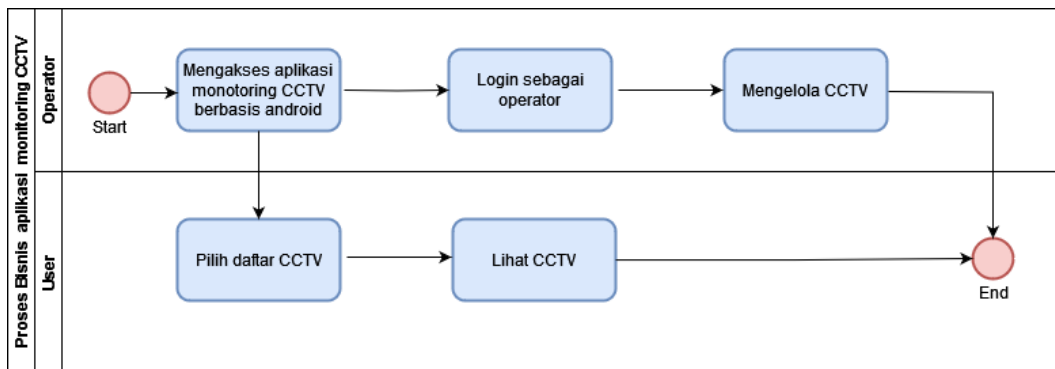 Proses Bisnis aplikasi monitoring CCTV
Operator
Start
Mengakses aplikasi
monotoring CCTV
berbasis android
Login sebagai
operator
Mengelola CCTV
User
Pilih daftar CCTV
Lihat CCTV
End